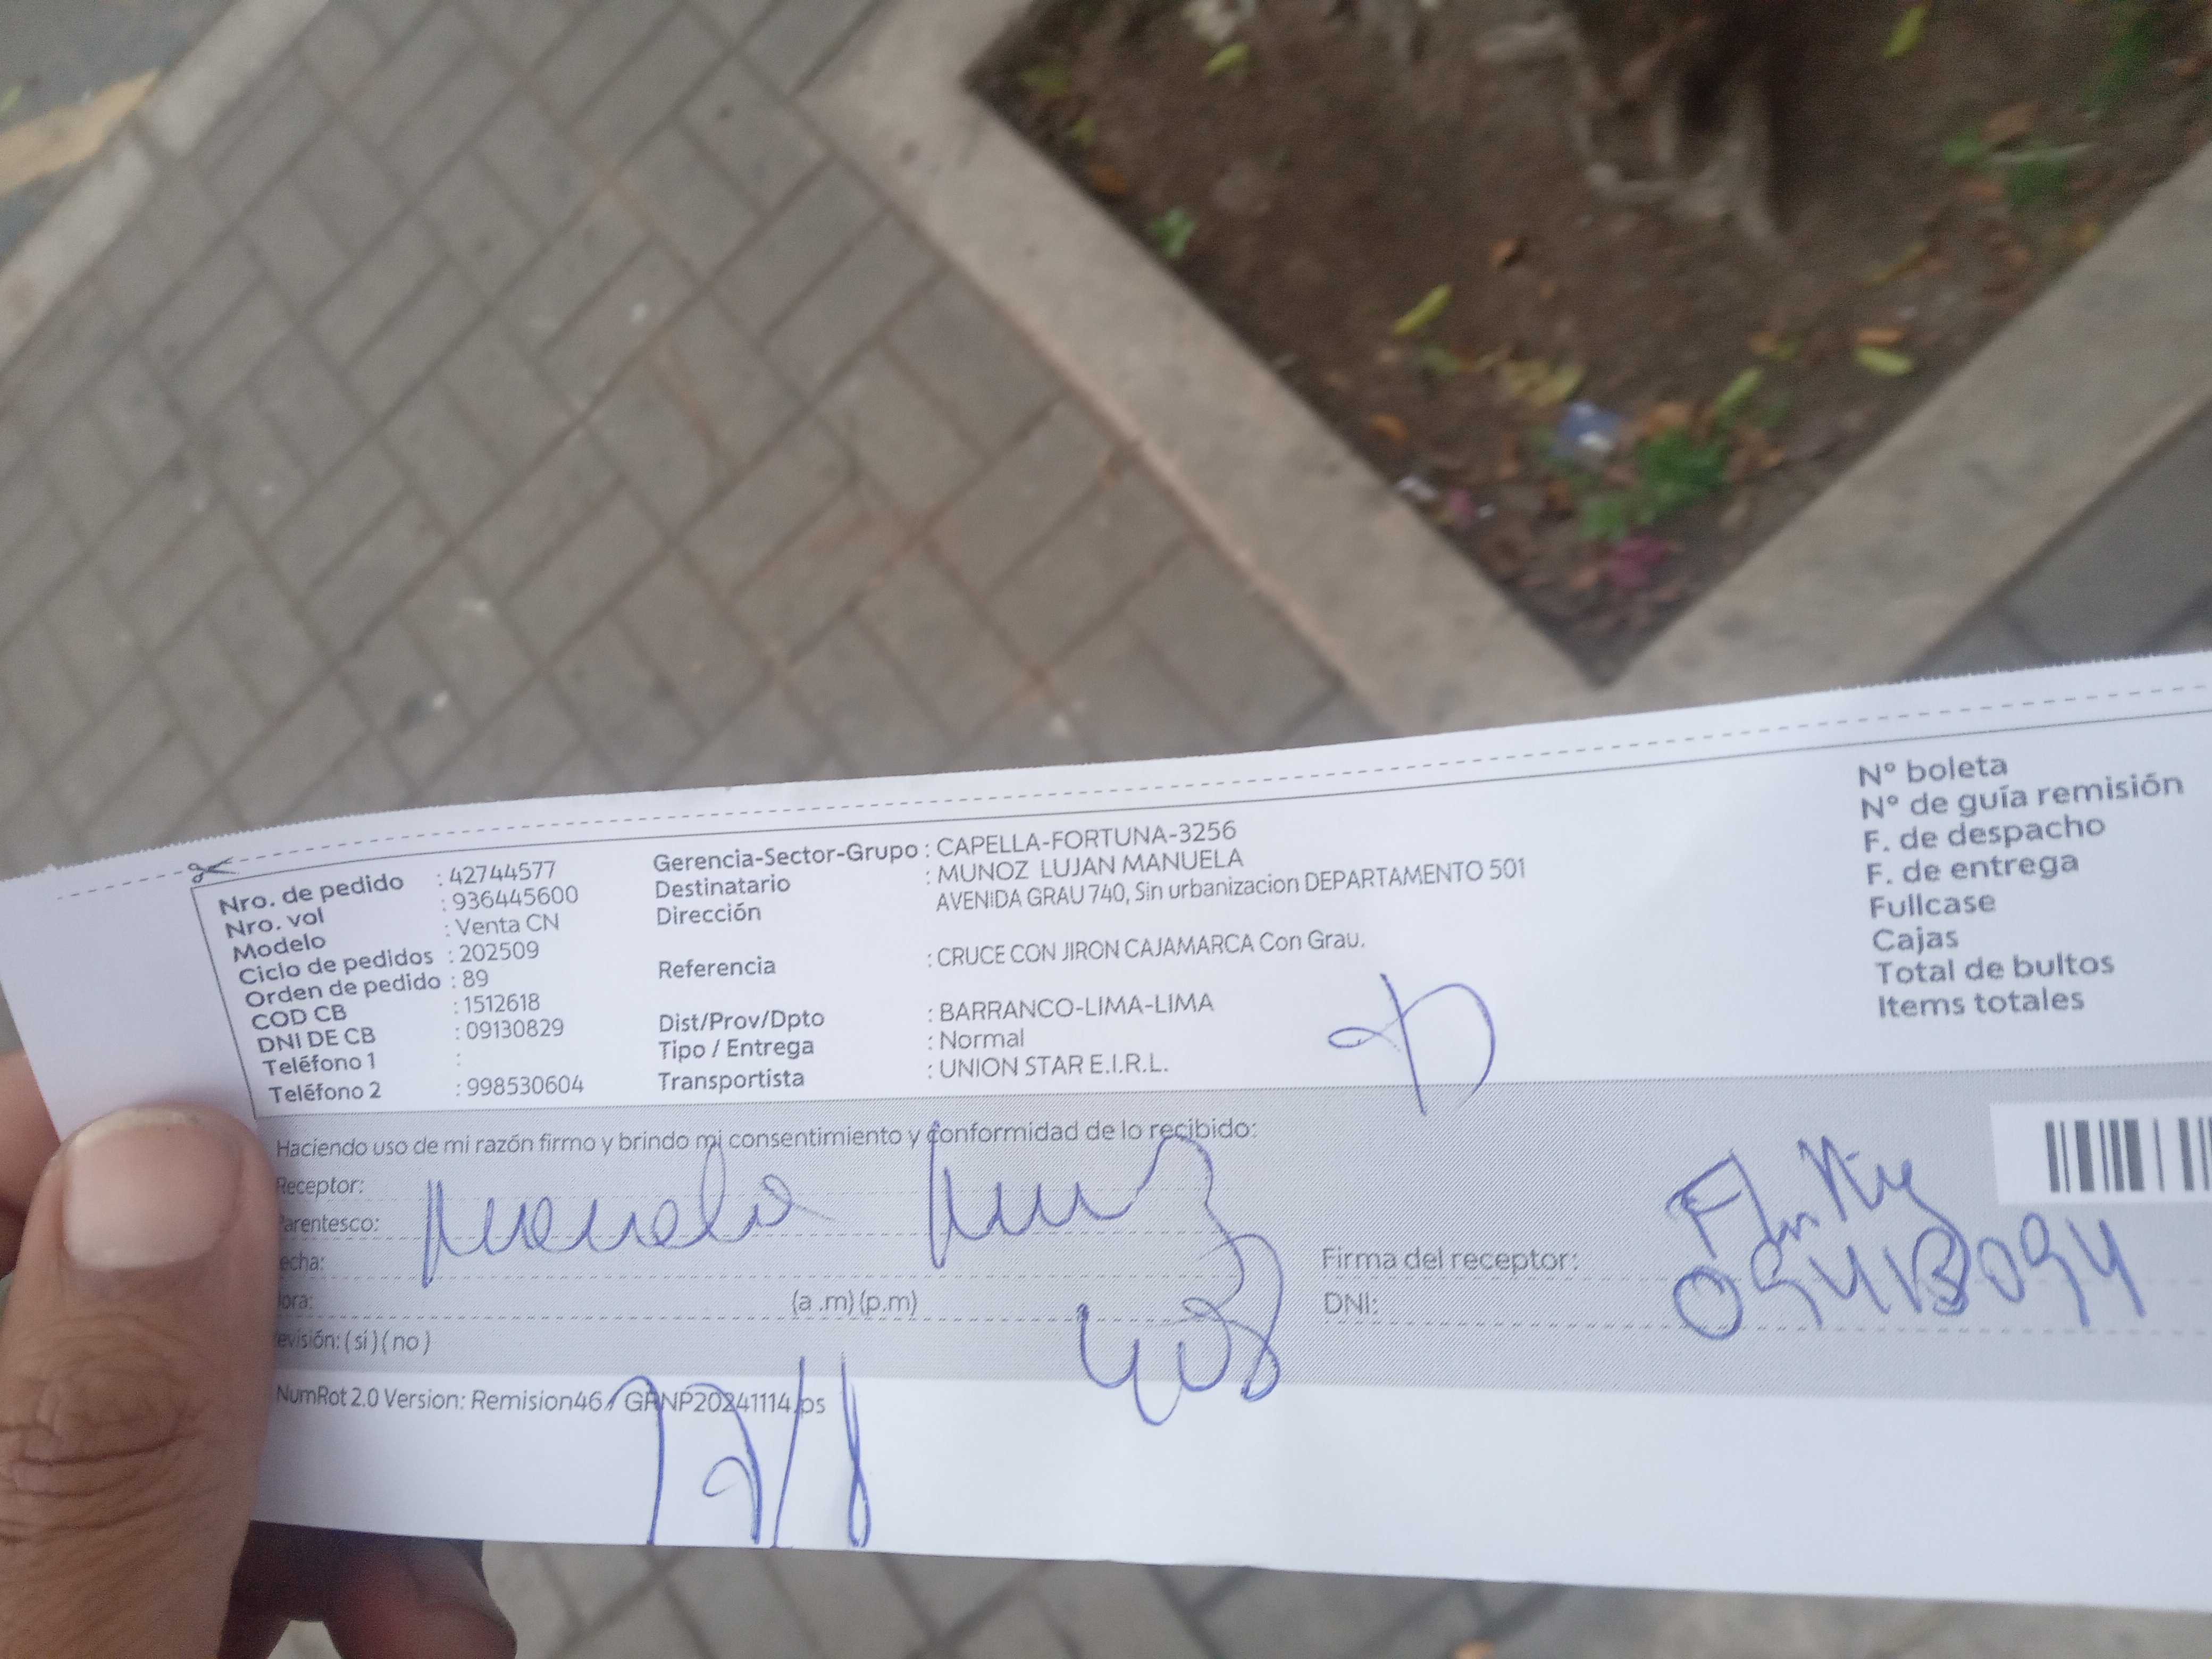 Nro. de pedido : 42744577
Nro. vol : 936445600
Modelo : Venta CN
Ciclo de pedidos : 202509
Orden de pedido : 89
COD CB : 1512618
DNI DE CB : 09130829
Teléfono 1 :
Teléfono 2 : 998530604
Gerencia-Sector-Grupo : CAPELLA-FORTUNA-3256
Destinatario : MUNOZ LUJAN MANUELA
Dirección AVENIDA GRAU 740, Sin urbanizacion DEPARTAMENTO 501
Referencia : CRUCE CON JIRON CAJAMARCA Con Grau.
Dist/Prov/Dpto : BARRANCO-LIMA-LIMA
Tipo / Entrega : Normal
Transportista : UNION STAR E.I.R.L.
N° boleta
N° de guía remisión
F. de despacho
F. de entrega
Fullcase
Cajas
Total de bultos
Items totales
Haciendo uso de mi razón firmo y brindo mi consentimiento y conformidad de lo recibido:
Receptor:
Parentesco: Manuela
echa:
ora: (a .m) (p.m)
evisión: ( sí ) ( no )
Firma del receptor:
DNI:
NumRot 2.0 Version: Remision46 / GRNP20241114.ps